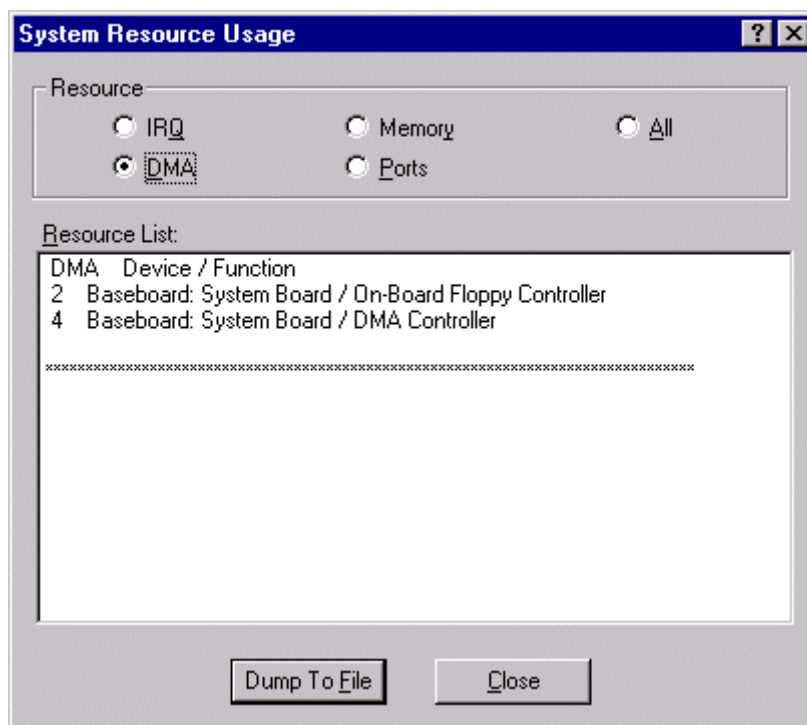 System Resource Usage
Resource
IRQ Memory All
DMA Ports
Resource List:
DMA Device / Function
2 Baseboard: System Board / On-Board Floppy Controller
4 Baseboard: System Board / DMA Controller
Dump To File Close